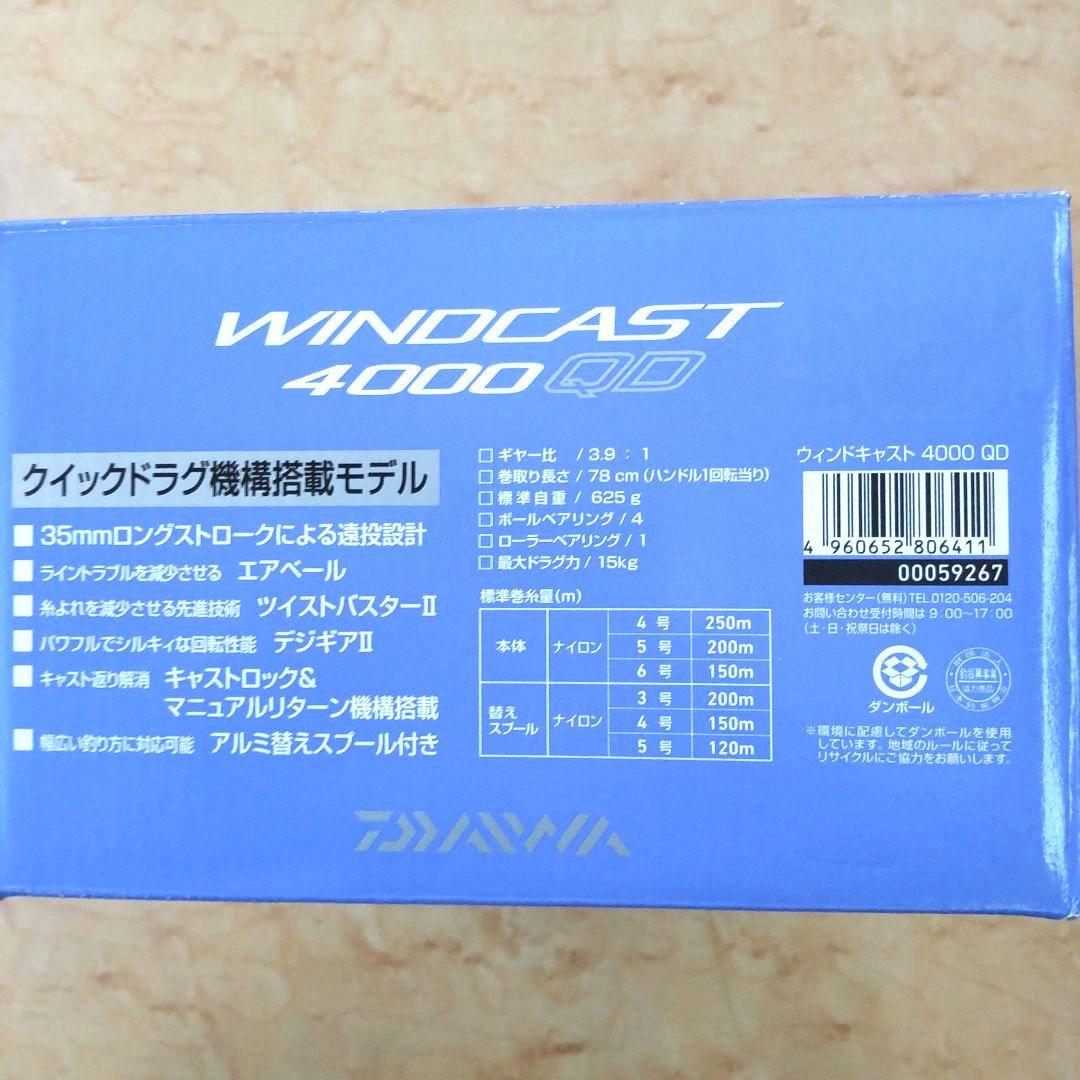 WINDCAST
4000QD
クイックドラグ機構搭載モデル
■ 35mmロングストロークによる遠投設計
■ ライントラブルを減少させる エアベール
■ 糸よれを減少させる先進技術 ツイストバスターⅡ
■ パワフルでシルキィな回転性能 デジギアⅡ
■ キャスト返り解消 キャストロック&
マニュアルリターン機構搭載
■ 幅広い釣り方に対応可能 アルミ替えスプール付き
□ ギヤー比 / 3.9 : 1
□ 巻取り長さ / 78 cm (ハンドル1回転当り)
□ 標準自重 / 625 g
□ ボールベアリング / 4
□ ローラーベアリング / 1
□ 最大ドラグ力 / 15kg
標準巻糸量(m)
本体 ナイロン 4 号 250m
5 号 200m
6 号 150m
替えスプール ナイロン 3 号 200m
4 号 150m
5 号 120m
ウィンドキャスト 4000 QD
4 960652 806411
00059267
お客様センター(無料)TEL.0120-506-204
お問い合わせ受付時間は 9:00〜17:00
(土・日・祝祭日は除く)
ダンボール
※環境に配慮してダンボールを使用
しています。地域のルールに従って
リサイクルにご協力をお願いします。
DAIWA